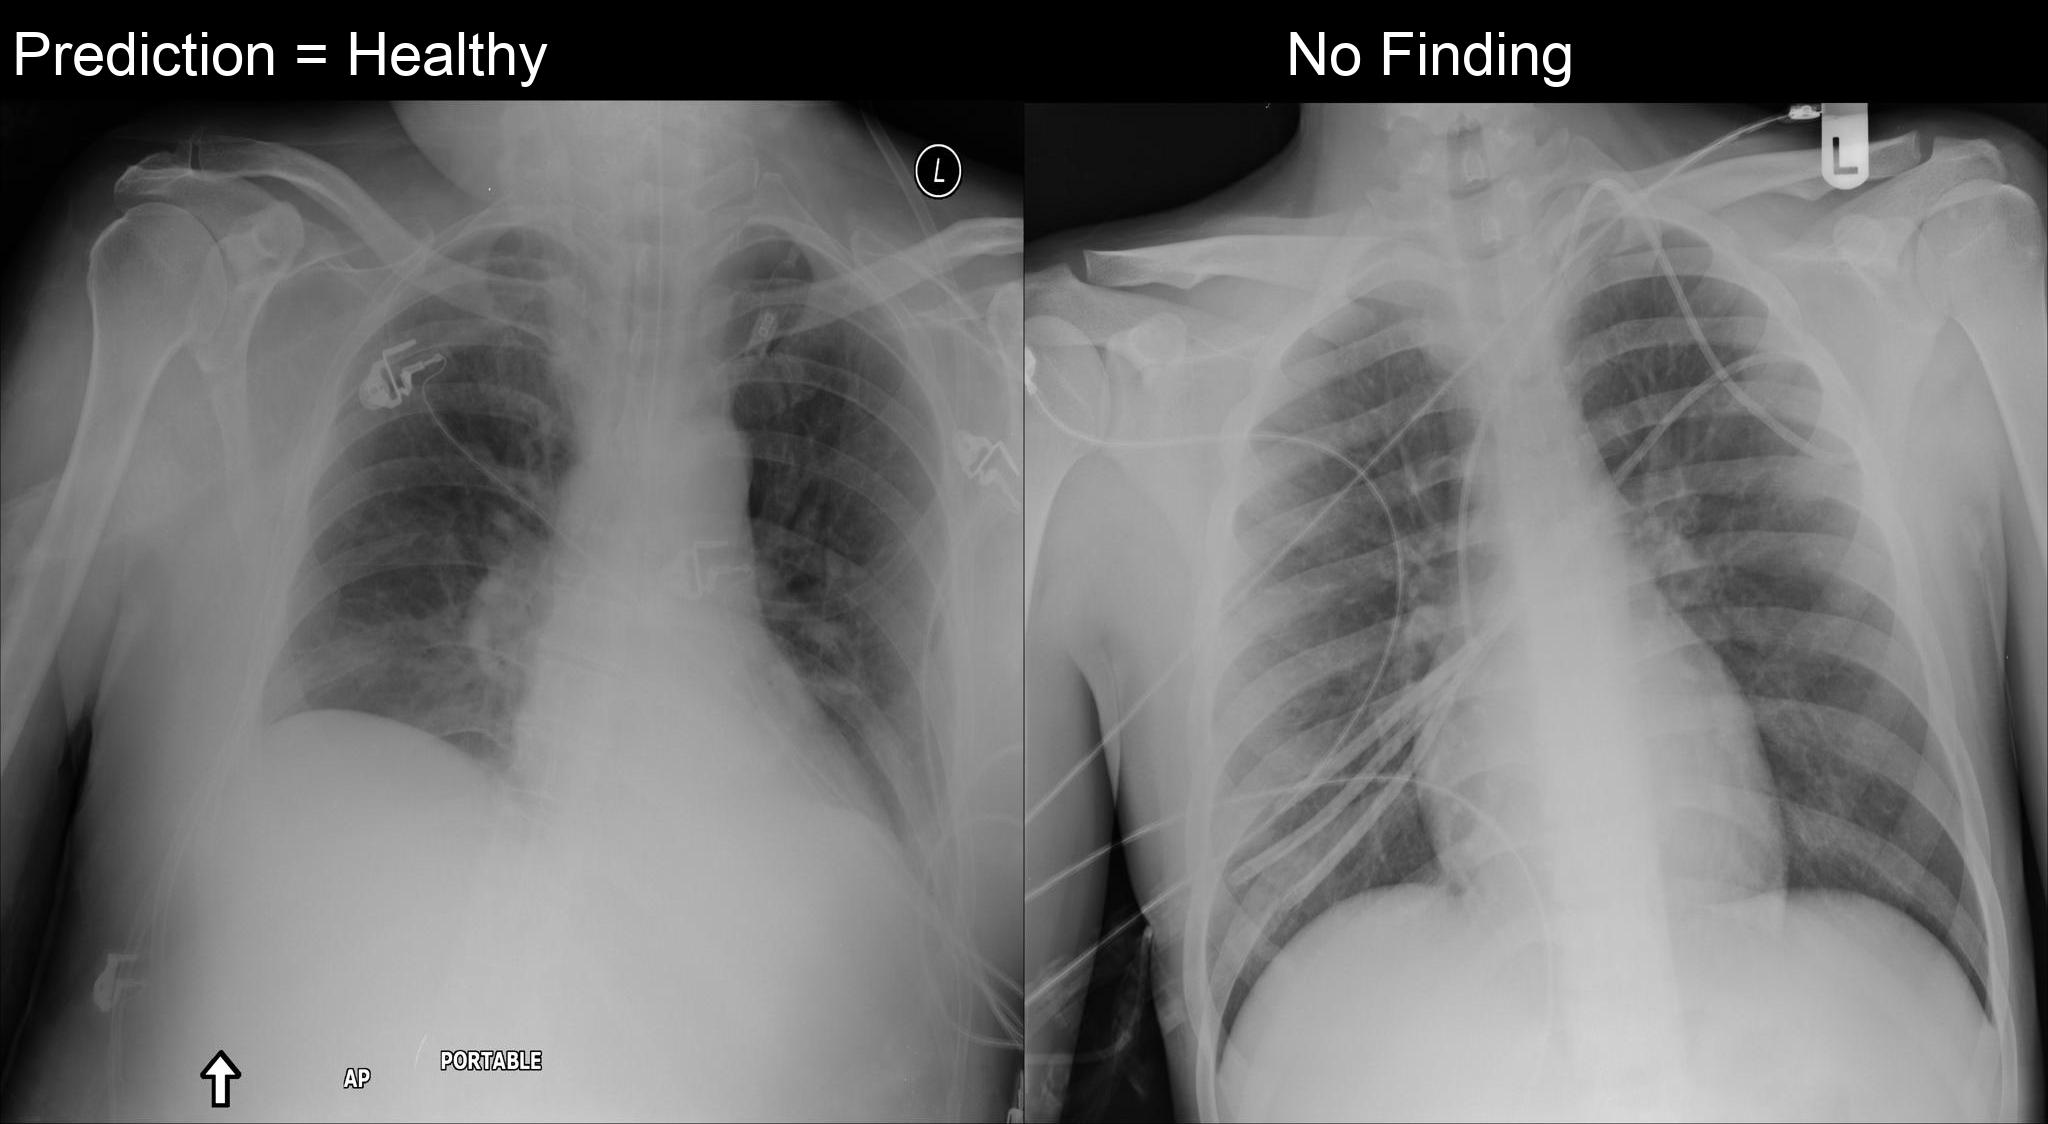 Prediction = Healthy
No Finding
L
L
AP
PORTABLE